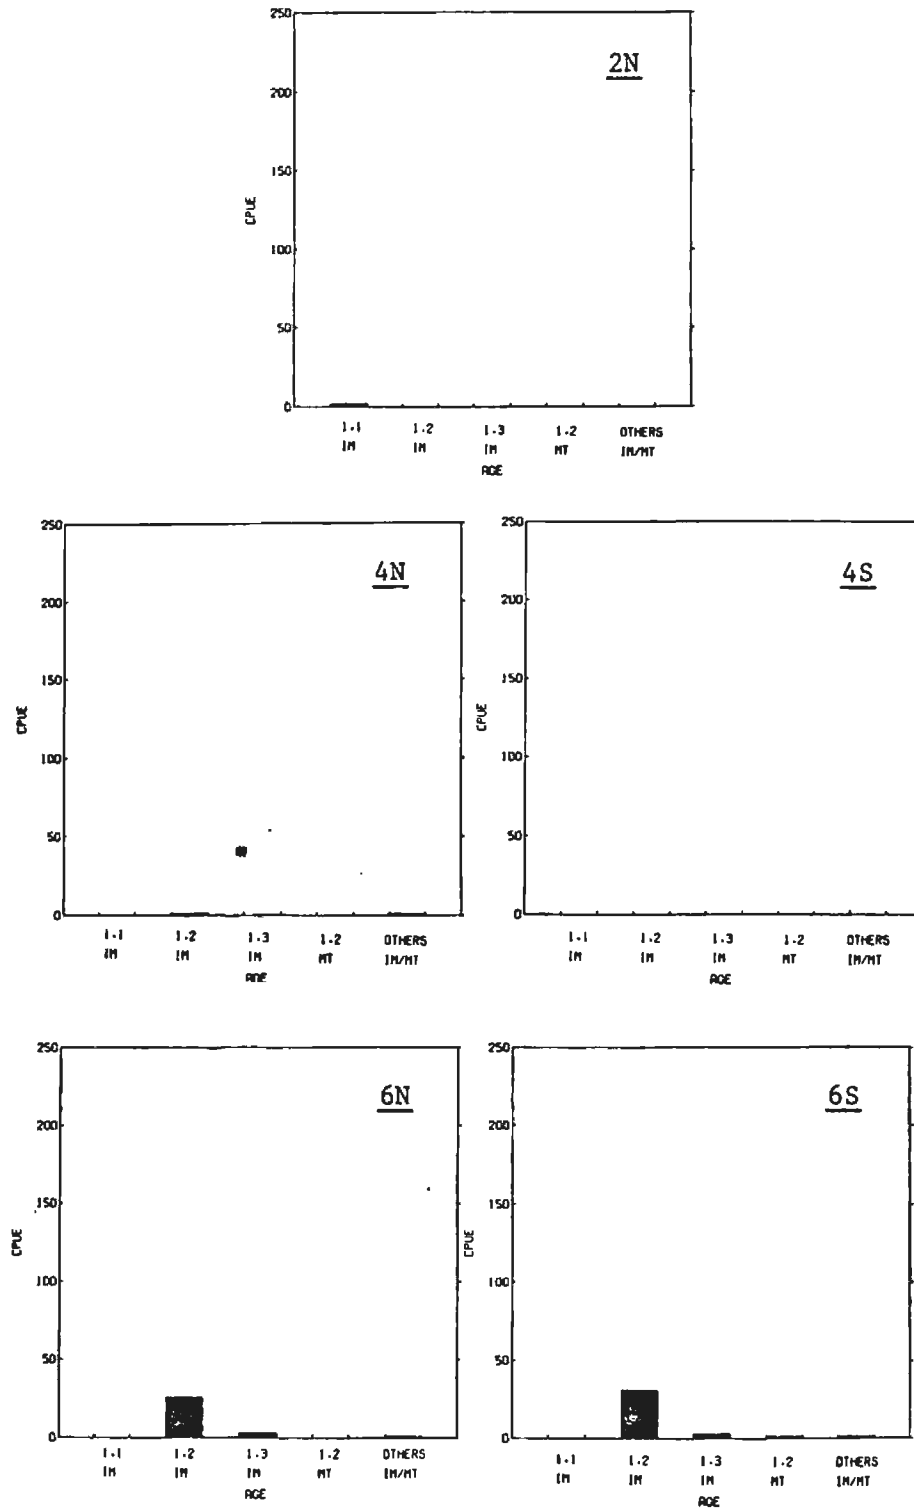 2N
250
200
150
100
50
0
CPUE
1.1 1.2 1.3 1.2 OTHERS
IM IM IM MT IM/MT
AGE
4N
250
200
150
100
50
0
CPUE
1.1 1.2 1.3 1.2 OTHERS
IM IM IM MT IM/MT
AGE
4S
250
200
150
100
50
0
CPUE
1.1 1.2 1.3 1.2 OTHERS
IM IM IM MT IM/MT
AGE
6N
250
200
150
100
50
0
CPUE
1.1 1.2 1.3 1.2 OTHERS
IM IM IM MT IM/MT
AGE
6S
250
200
150
100
50
0
CPUE
1.1 1.2 1.3 1.2 OTHERS
IM IM IM MT IM/MT
AGE